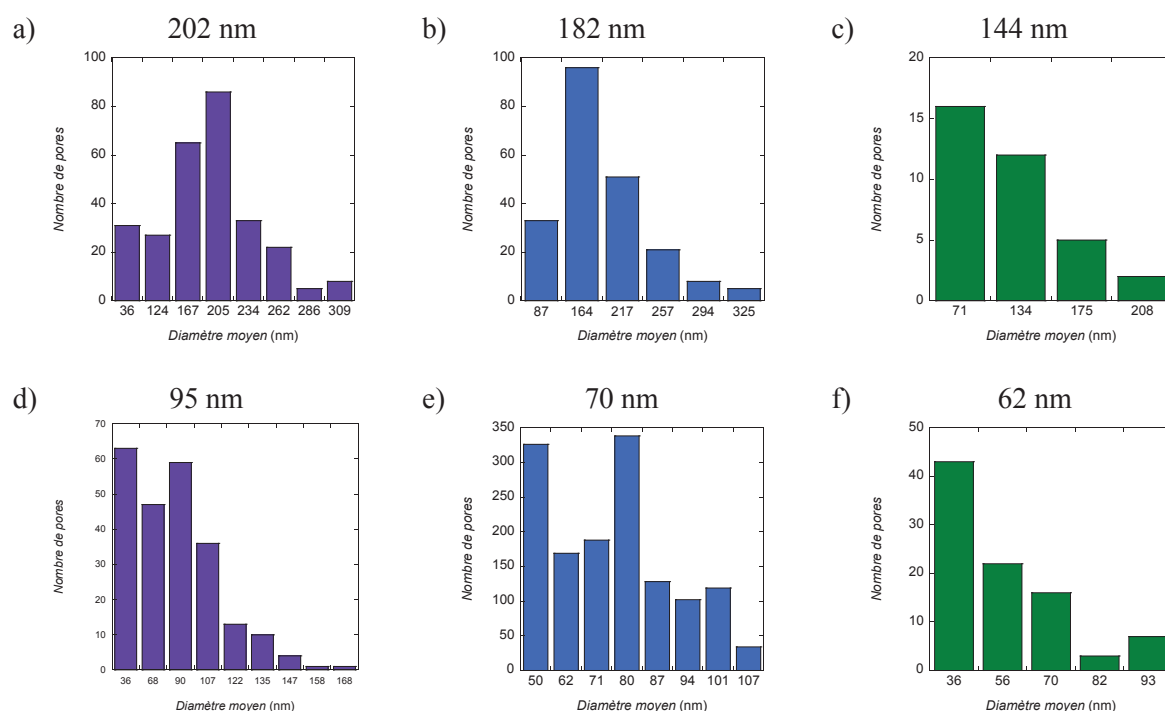 a) 202 nm
100
80
60
40
20
0
Nombre de pores
36 124 167 205 234 262 286 309
Diamètre moyen (nm)
b) 182 nm
100
80
60
40
20
0
Nombre de pores
87 164 217 257 294 325
Diamètre moyen (nm)
c) 144 nm
20
15
10
5
0
Nombre de pores
71 134 175 208
Diamètre moyen (nm)
d) 95 nm
70
60
50
40
30
20
10
0
Nombre de pores
36 68 90 107 122 135 147 158 168
Diamètre moyen (nm)
e) 70 nm
350
300
250
200
150
100
50
0
Nombre de pores
50 62 71 80 87 94 101 107
Diamètre moyen (nm)
f) 62 nm
50
40
30
20
10
0
Nombre de pores
36 56 70 82 93
Diamètre moyen (nm)